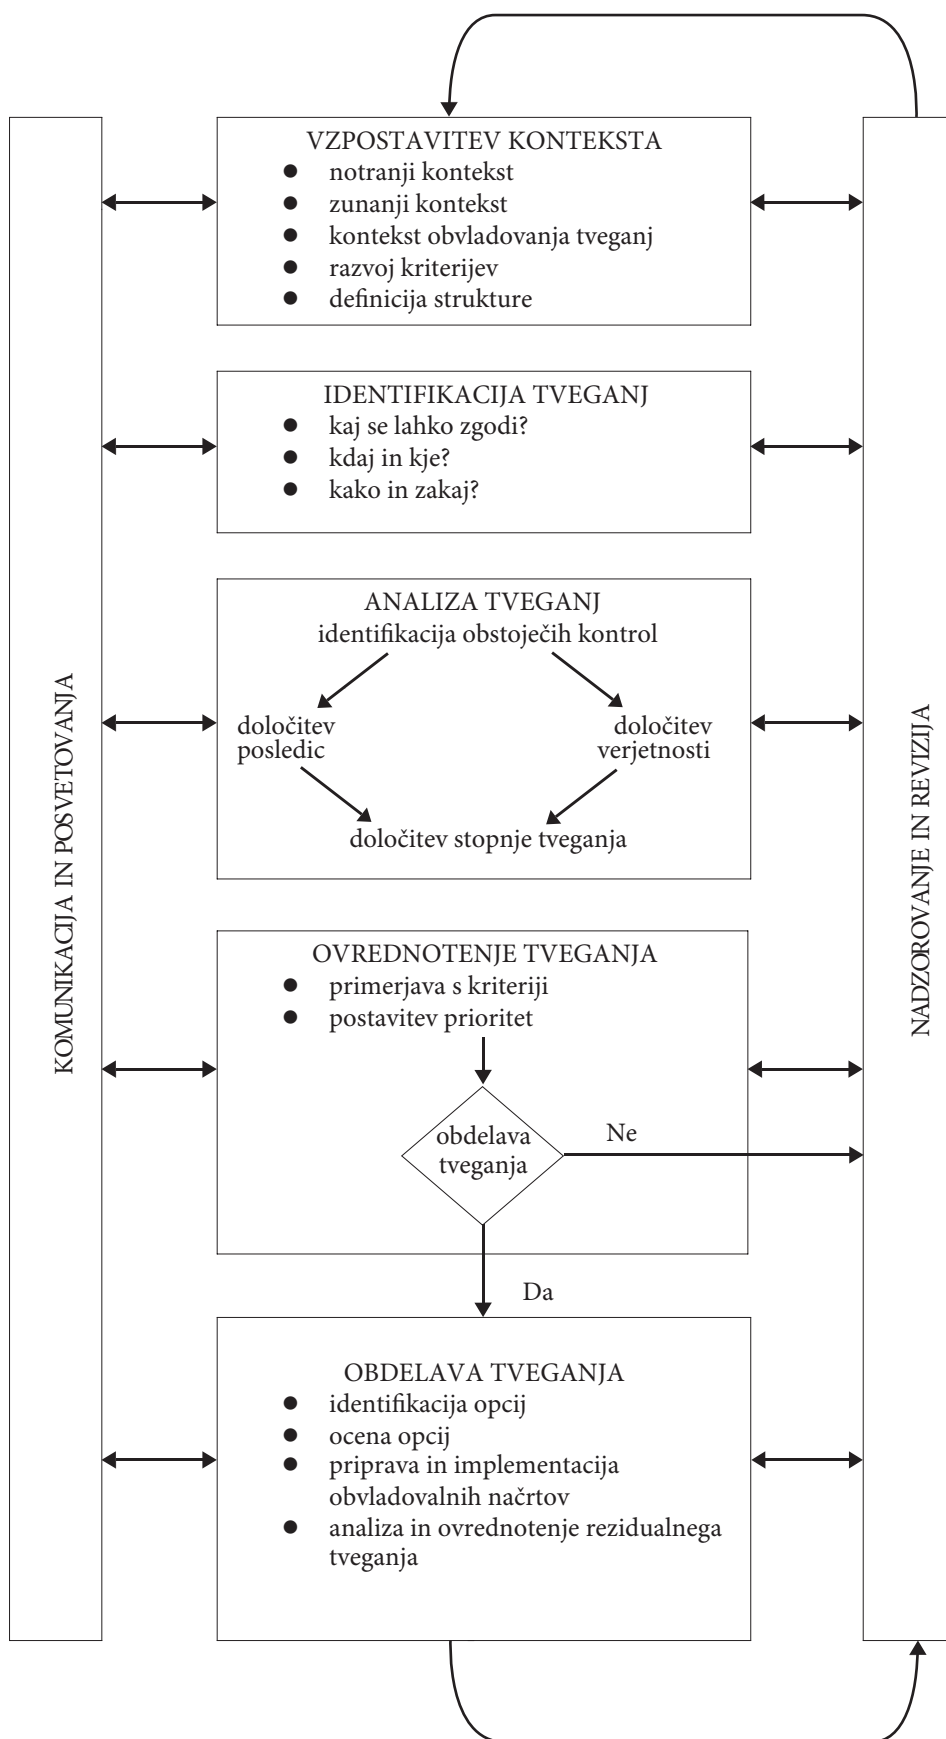 VZPOSTAVITEV KONTEKSTA
● notranji kontekst
● zunanji kontekst
● kontekst obvladovanja tveganj
● razvoj kriterijev
● definicija strukture
IDENTIFIKACIJA TVEGANJ
● kaj se lahko zgodi?
● kdaj in kje?
● kako in zakaj?
ANALIZA TVEGANJ
identifikacija obstoječih kontrol
določitev
posledic
določitev
verjetnosti
določitev stopnje tveganja
OVREDNOTENJE TVEGANJA
● primerjava s kriteriji
● postavitev prioritet
obdelava
tveganja
Ne
Da
OBDELAVA TVEGANJA
● identifikacija opcij
● ocena opcij
● priprava in implementacija
obvladovalnih načrtov
● analiza in ovrednotenje rezidualnega
tveganja
KOMUNIKACIJA IN POSVETOVANJA
NADZOROVANJE IN REVIZIJA